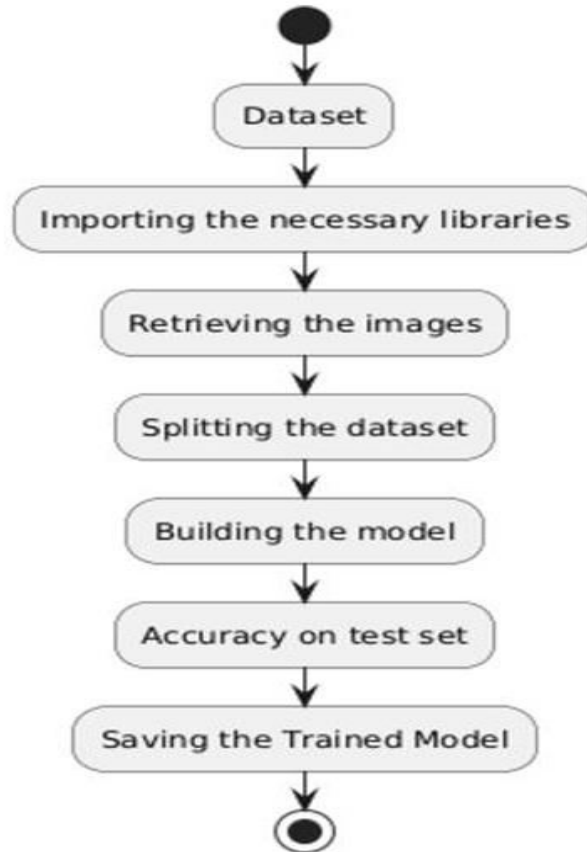 Dataset
Importing the necessary libraries
Retrieving the images
Splitting the dataset
Building the model
Accuracy on test set
Saving the Trained Model